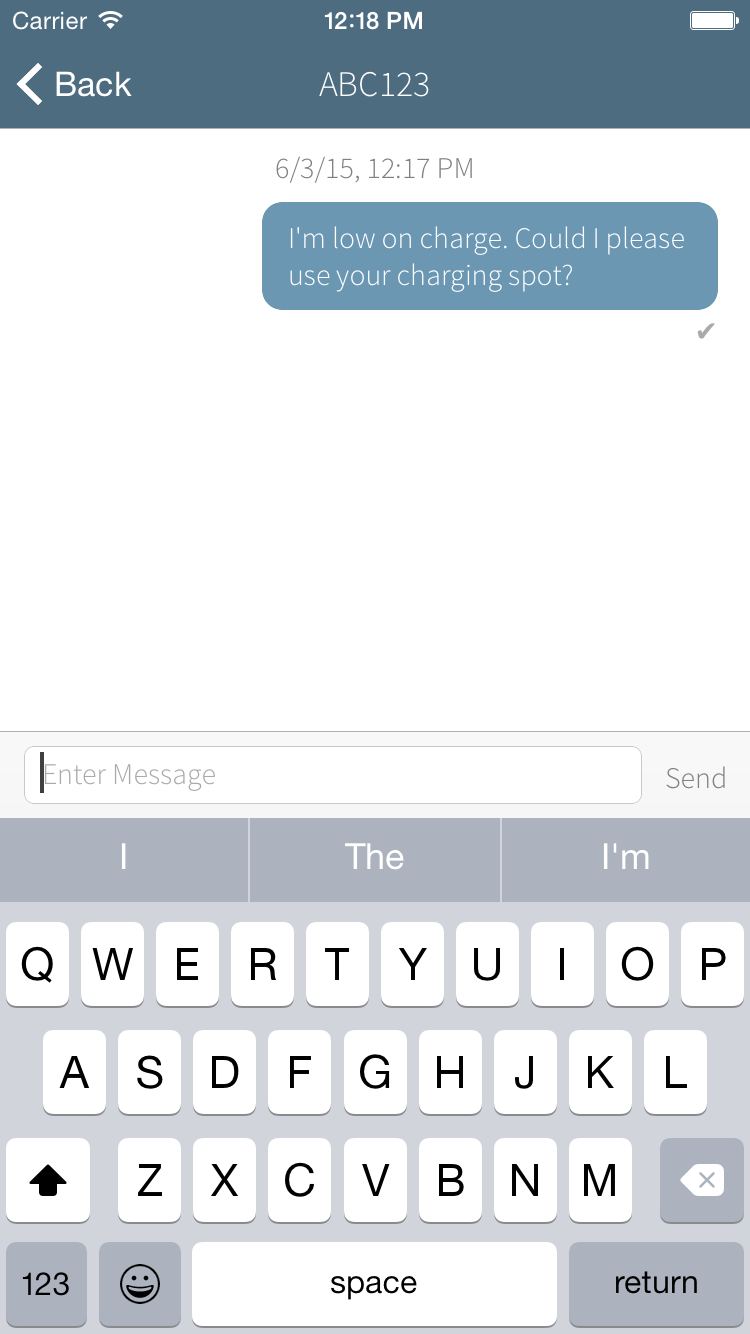 Carrier 12:18 PM
Back ABC123
6/3/15, 12:17 PM
I'm low on charge. Could I please
use your charging spot?
✔
Enter Message Send
I The I'm
Q W E R T Y U I O P
A S D F G H J K L
Z X C V B N M
123 space return